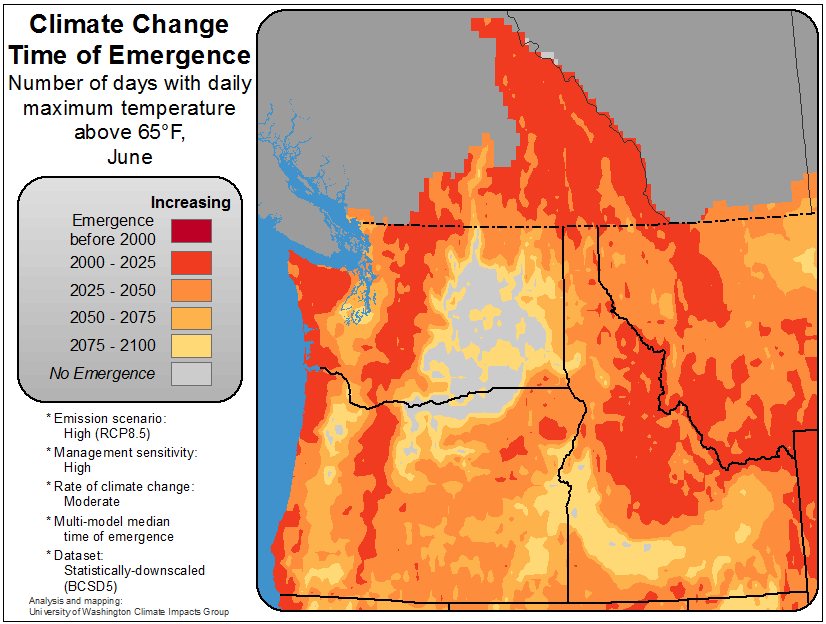 Climate Change
Time of Emergence
Number of days with daily
maximum temperature
above 65°F,
June
Increasing
Emergence
before 2000
2000 - 2025
2025 - 2050
2050 - 2075
2075 - 2100
No Emergence
* Emission scenario:
High (RCP8.5)
* Management sensitivity:
High
* Rate of climate change:
Moderate
* Multi-model median
time of emergence
* Dataset:
Statistically-downscaled
(BCSD5)
Analysis and mapping:
University of Washington Climate Impacts Group